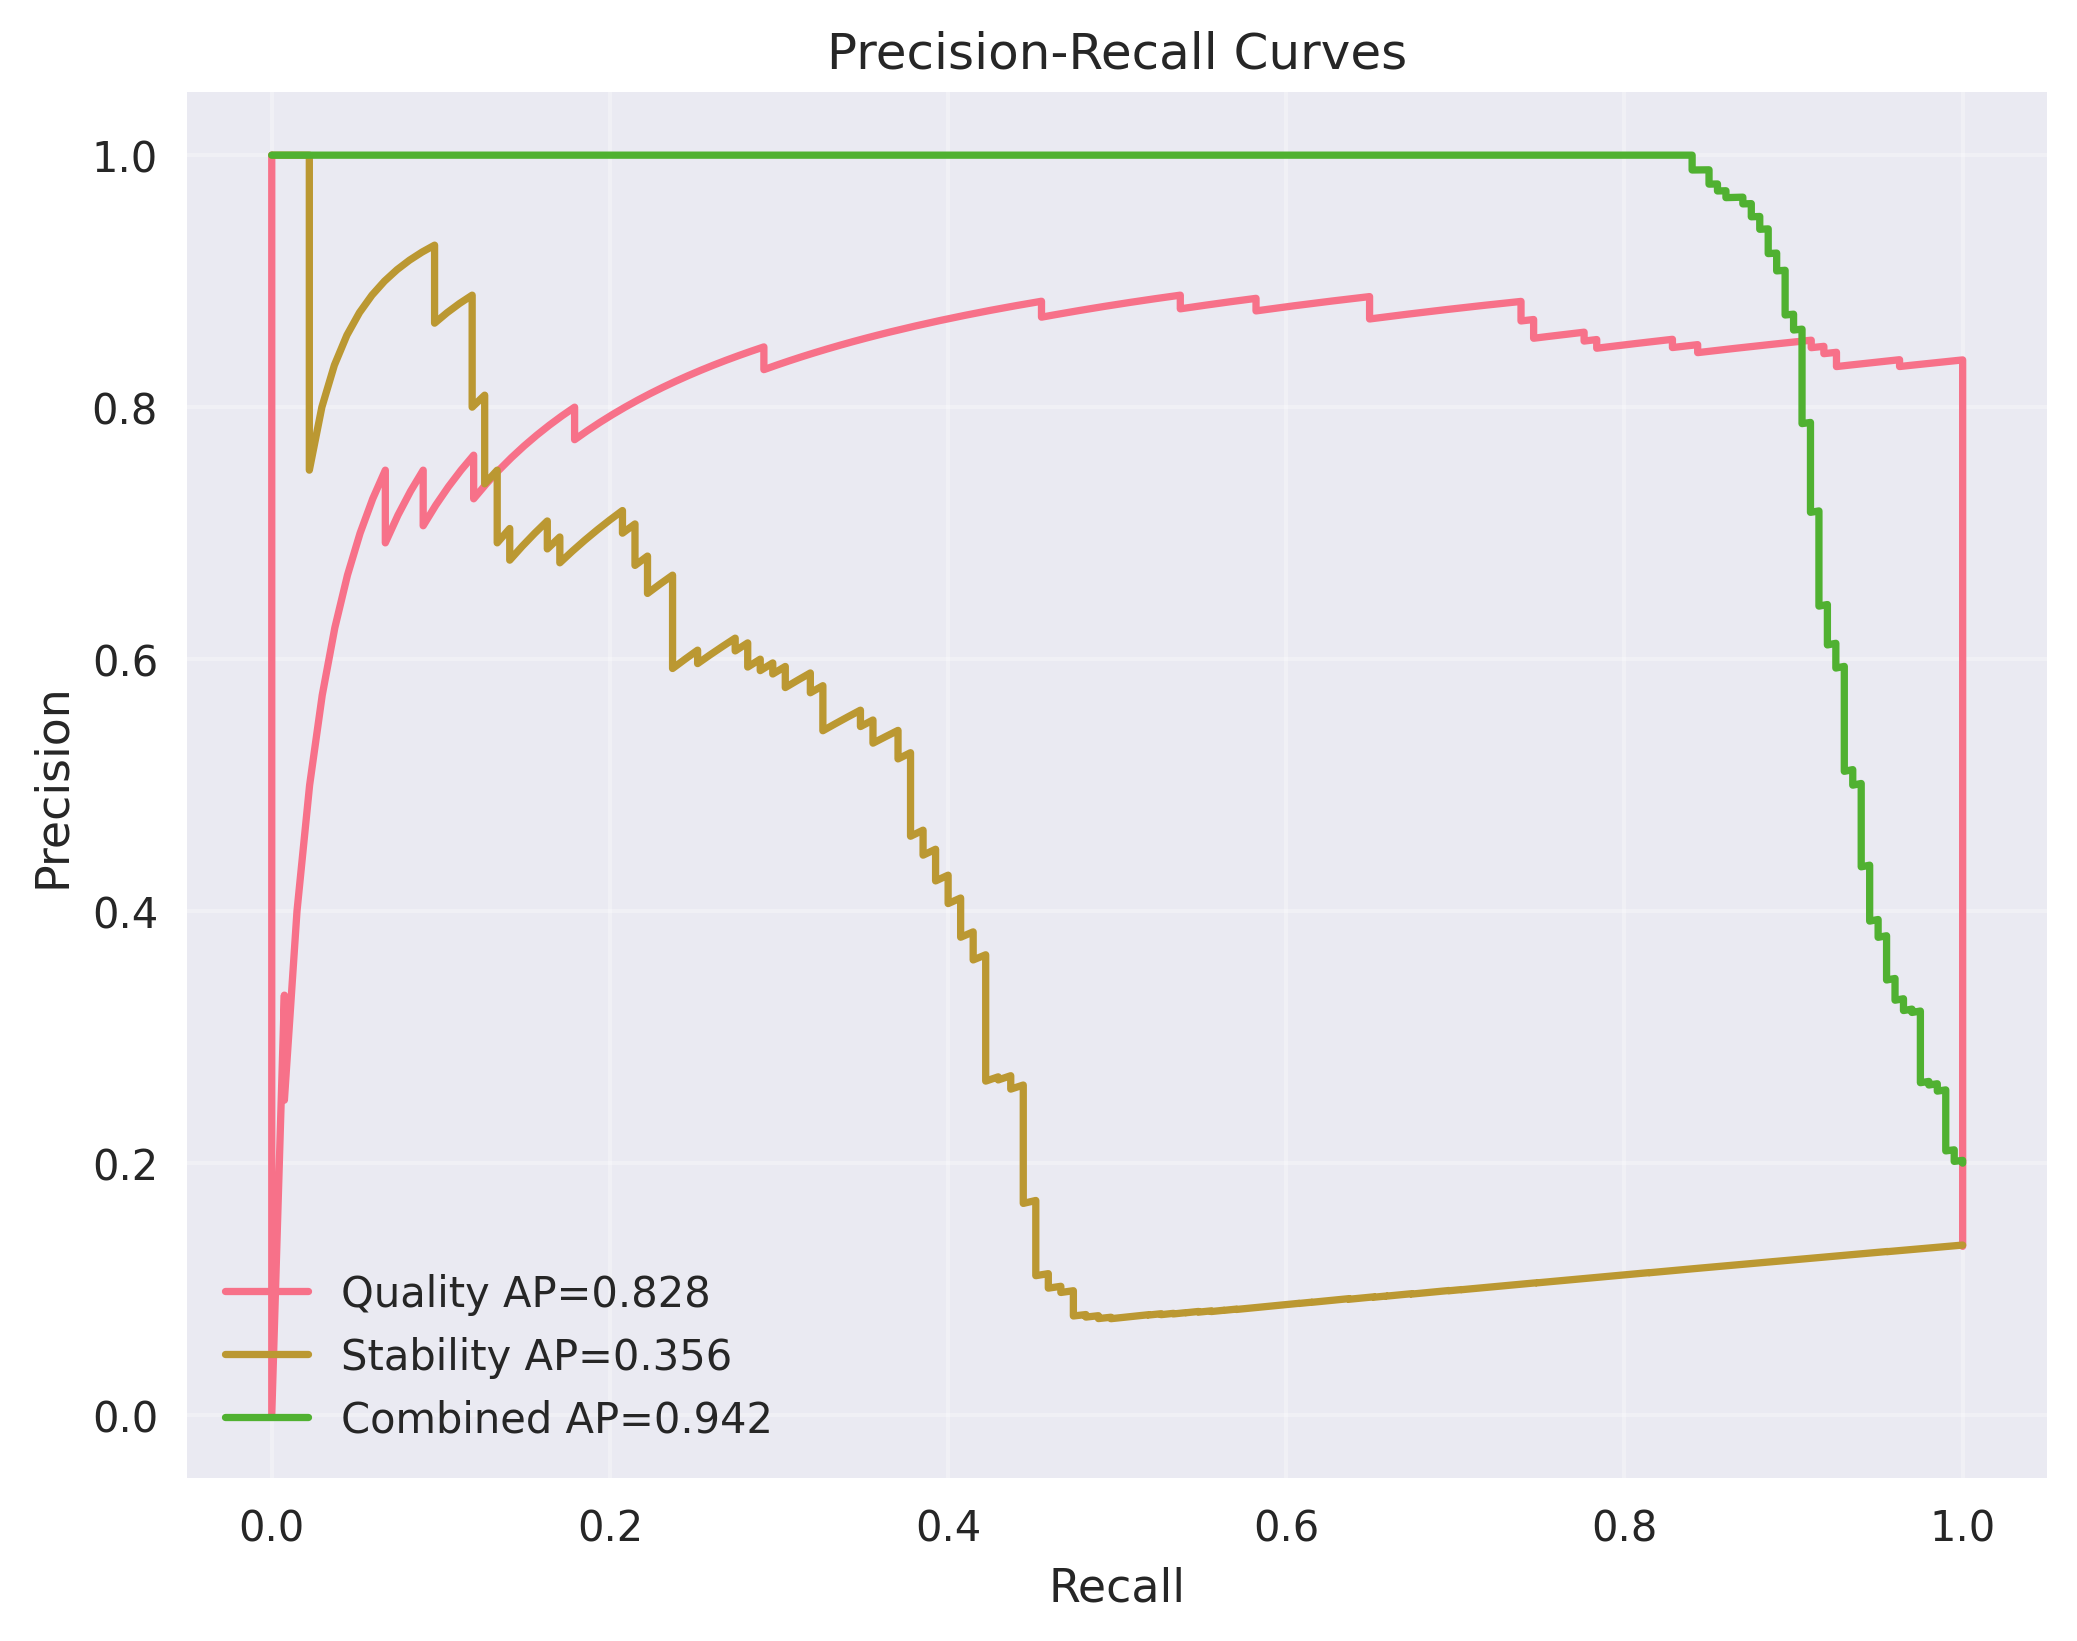 Precision-Recall Curves
1.0
0.8
0.6
0.4
0.2
0.0
Precision
Quality AP=0.828
Stability AP=0.356
Combined AP=0.942
0.0 0.2 0.4 0.6 0.8 1.0
Recall